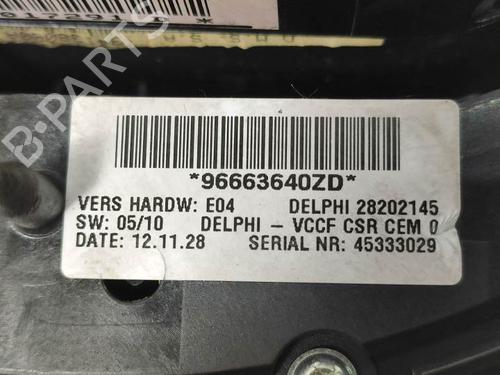 B-PARTS
*96663640ZD*
VERS HARDW: E04 DELPHI 28202145
SW: 05/10 DELPHI - VCCF CSR CEM 0
DATE: 12.11.28 SERIAL NR: 45333029